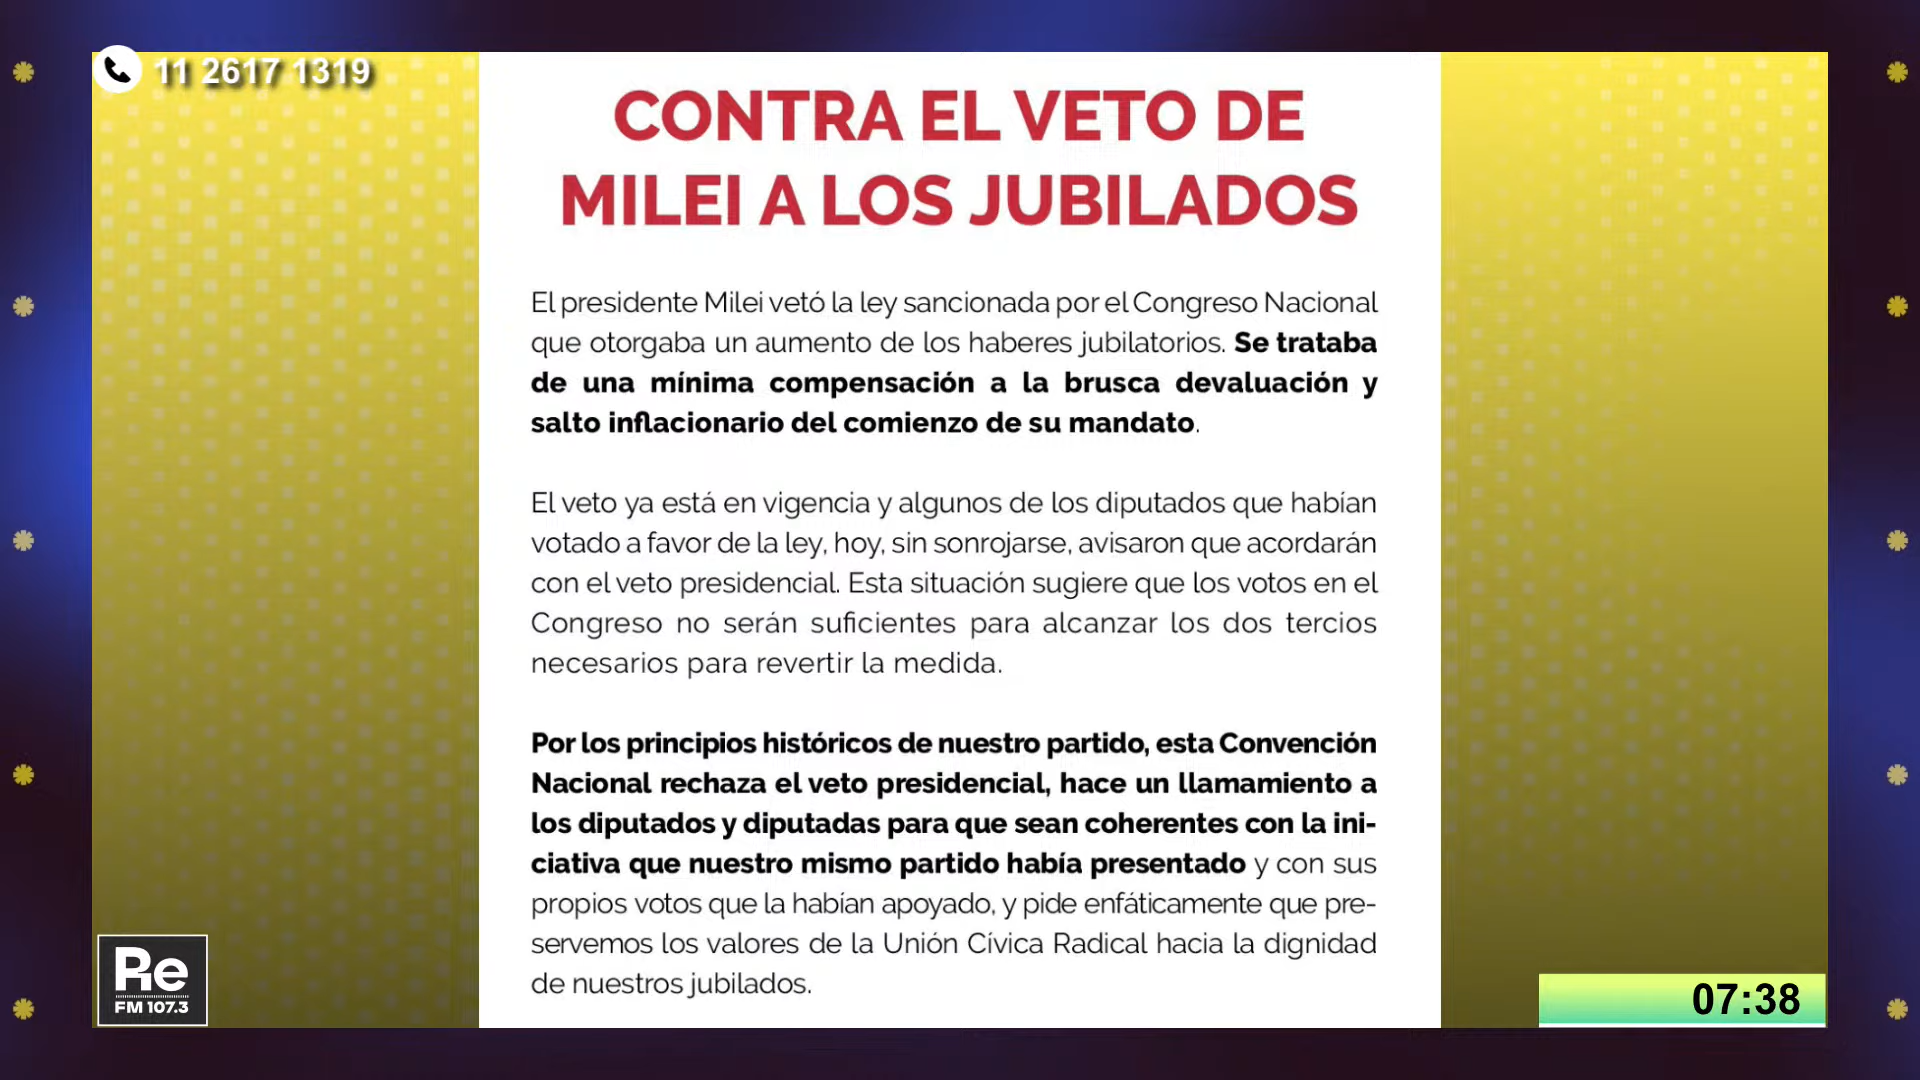 11 2617 1319
CONTRA EL VETO DE
MILEI A LOS JUBILADOS
El presidente Milei vetó la ley sancionada por el Congreso Nacional
que otorgaba un aumento de los haberes jubilatorios. Se trataba
de una mínima compensación a la brusca devaluación y
salto inflacionario del comienzo de su mandato.
El veto ya está en vigencia y algunos de los diputados que habían
votado a favor de la ley, hoy, sin sonrojarse, avisaron que acordarán
con el veto presidencial. Esta situación sugiere que los votos en el
Congreso no serán suficientes para alcanzar los dos tercios
necesarios para revertir la medida.
Por los principios históricos de nuestro partido, esta Convención
Nacional rechaza el veto presidencial, hace un llamamiento a
los diputados y diputadas para que sean coherentes con la ini-
ciativa que nuestro mismo partido había presentado y con sus
propios votos que la habían apoyado, y pide enfáticamente que pre-
servemos los valores de la Unión Cívica Radical hacia la dignidad
de nuestros jubilados.
Re
FM 107.3
07:38